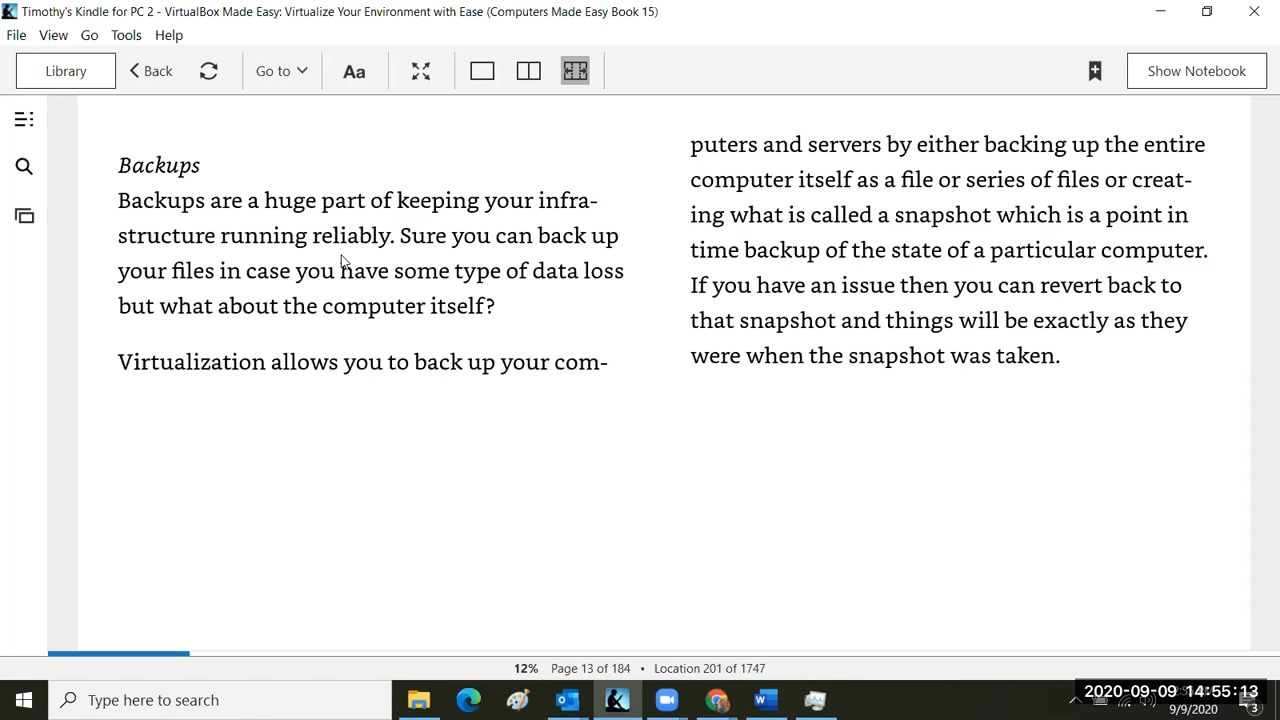 Timothy's Kindle for PC 2 - VirtualBox Made Easy: Virtualize Your Environment with Ease (Computers Made Easy Book 15)
File View Go Tools Help
Library Back Go to Aa Show Notebook
Backups
Backups are a huge part of keeping your infra-
structure running reliably. Sure you can back up
your files in case you have some type of data loss
but what about the computer itself?
Virtualization allows you to back up your com-
puters and servers by either backing up the entire
computer itself as a file or series of files or creat-
ing what is called a snapshot which is a point in
time backup of the state of a particular computer.
If you have an issue then you can revert back to
that snapshot and things will be exactly as they
were when the snapshot was taken.
12% Page 13 of 184 • Location 201 of 1747
Type here to search
2020-09-09 14:55:13
9/9/2020
3